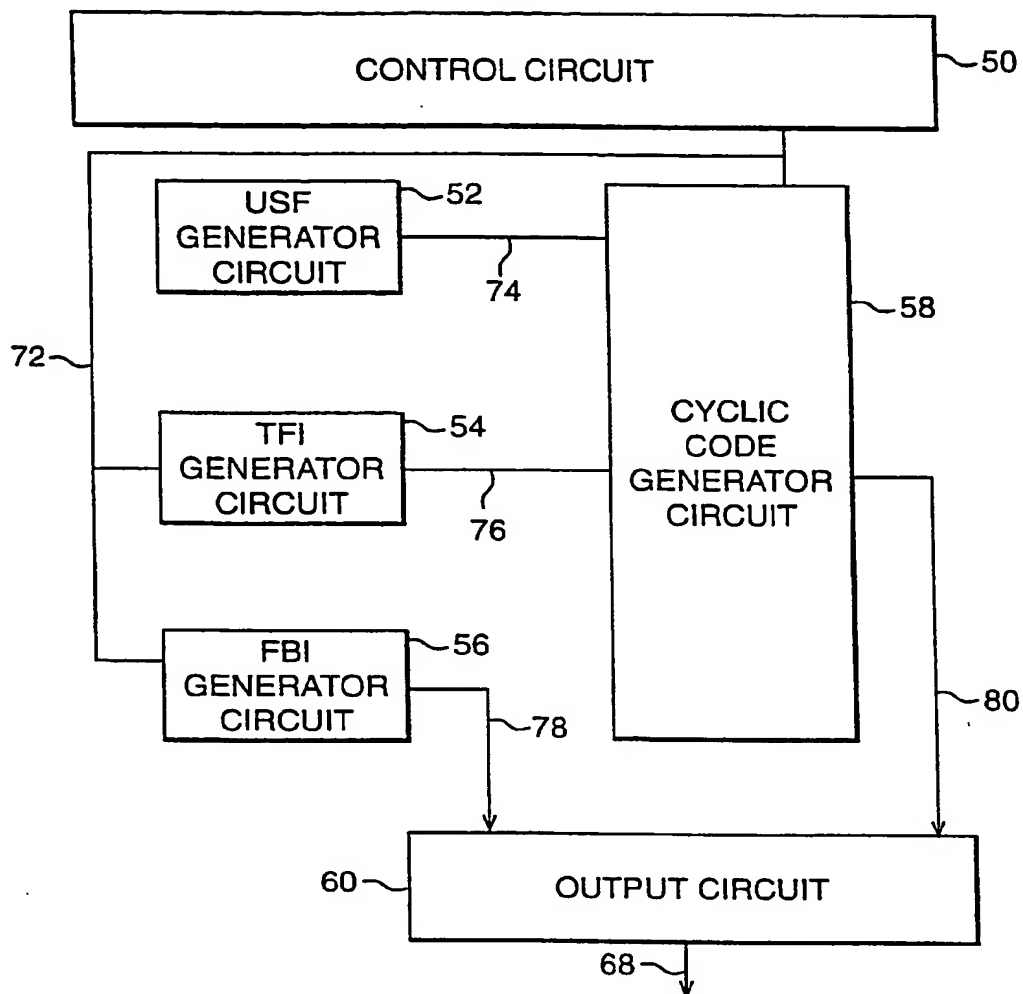 CONTROL CIRCUIT
50
USF
GENERATOR
CIRCUIT
52
74
58
72
TFI
GENERATOR
CIRCUIT
54
76
CYCLIC
CODE
GENERATOR
CIRCUIT
FBI
GENERATOR
CIRCUIT
56
78
80
60
OUTPUT CIRCUIT
68